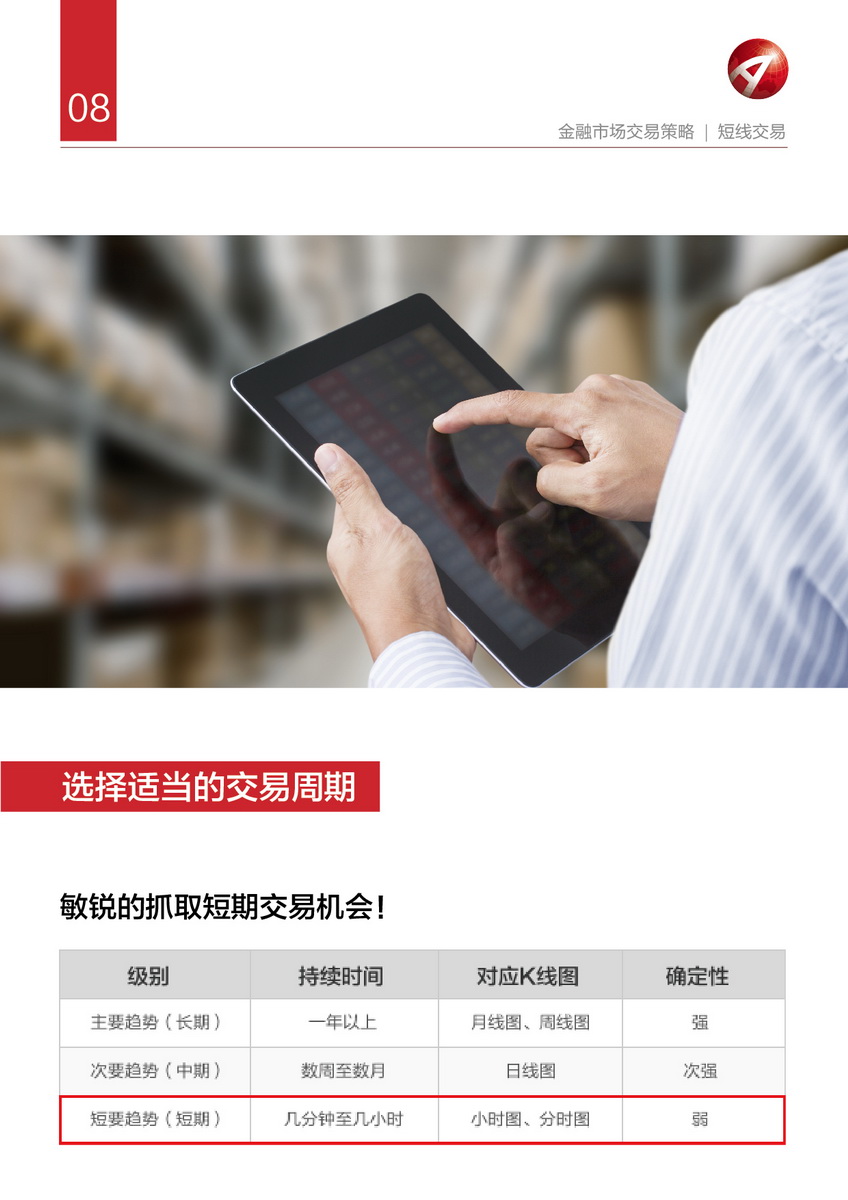 08
金融市场交易策略 | 短线交易
选择适当的交易周期
敏锐的抓取短期交易机会！
级别 持续时间 对应K线图 确定性
主要趋势（长期） 一年以上 月线图、周线图 强
次要趋势（中期） 数周至数月 日线图 次强
短要趋势（短期） 几分钟至几小时 小时图、分时图 弱